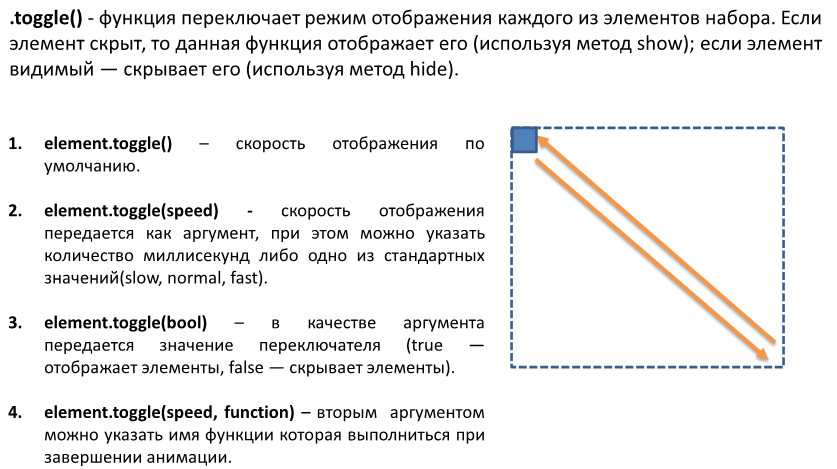 .toggle() - функция переключает режим отображения каждого из элементов набора. Если
элемент скрыт, то данная функция отображает его (используя метод show); если элемент
видимый — скрывает его (используя метод hide).
1. element.toggle() – скорость отображения по
умолчанию.
2. element.toggle(speed) - скорость отображения
передается как аргумент, при этом можно указать
количество миллисекунд либо одно из стандартных
значений(slow, normal, fast).
3. element.toggle(bool) – в качестве аргумента
передается значение переключателя (true —
отображает элементы, false — скрывает элементы).
4. element.toggle(speed, function) – вторым аргументом
можно указать имя функции которая выполниться при
завершении анимации.